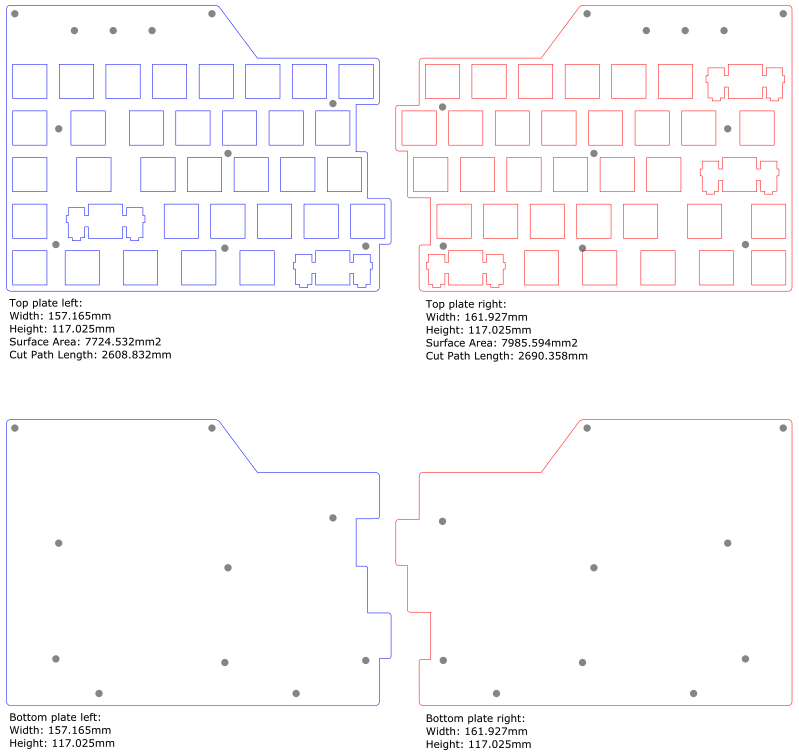 Top plate left:
Width: 157.165mm
Height: 117.025mm
Surface Area: 7724.532mm2
Cut Path Length: 2608.832mm
Top plate right:
Width: 161.927mm
Height: 117.025mm
Surface Area: 7985.594mm2
Cut Path Length: 2690.358mm
Bottom plate left:
Width: 157.165mm
Height: 117.025mm
Bottom plate right:
Width: 161.927mm
Height: 117.025mm